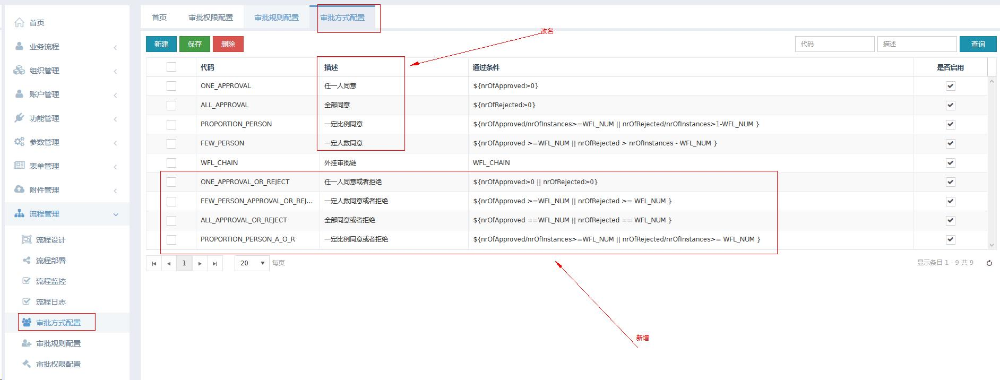 首页
业务流程
组织管理
账户管理
功能管理
参数管理
表单管理
附件管理
流程管理
流程设计
流程部署
流程监控
流程日志
审批方式配置
审批规则配置
审批权限配置
首页 审批权限配置 审批规则配置 审批方式配置
改名
新建 保存 删除 代码 描述 查询
代码 描述 通过条件 是否启用
ONE_APPROVAL 任一人同意 ${nrOfApproved>0}
ALL_APPROVAL 全部同意 ${nrOfRejected>0}
PROPORTION_PERSON 一定比例同意 ${nrOfApproved/nrOfInstances>=WFL_NUM || nrOfRejected/nrOfInstances>1-WFL_NUM }
FEW_PERSON 一定人数同意 ${nrOfApproved >=WFL_NUM || nrOfRejected > nrOfInstances - WFL_NUM }
WFL_CHAIN 外挂审批链 WFL_CHAIN
ONE_APPROVAL_OR_REJECT 任一人同意或者拒绝 ${nrOfApproved>0 || nrOfRejected>0}
FEW_PERSON_APPROVAL_OR_REJ... 一定人数同意或者拒绝 ${nrOfApproved >=WFL_NUM || nrOfRejected >= WFL_NUM }
ALL_APPROVAL_OR_REJECT 全部同意或者拒绝 ${nrOfApproved ==WFL_NUM || nrOfRejected == WFL_NUM }
PROPORTION_PERSON_A_O_R 一定比例同意或者拒绝 ${nrOfApproved/nrOfInstances>=WFL_NUM || nrOfRejected/nrOfInstances>= WFL_NUM }
1 20 每页 显示条目 1 - 9 共 9
新增